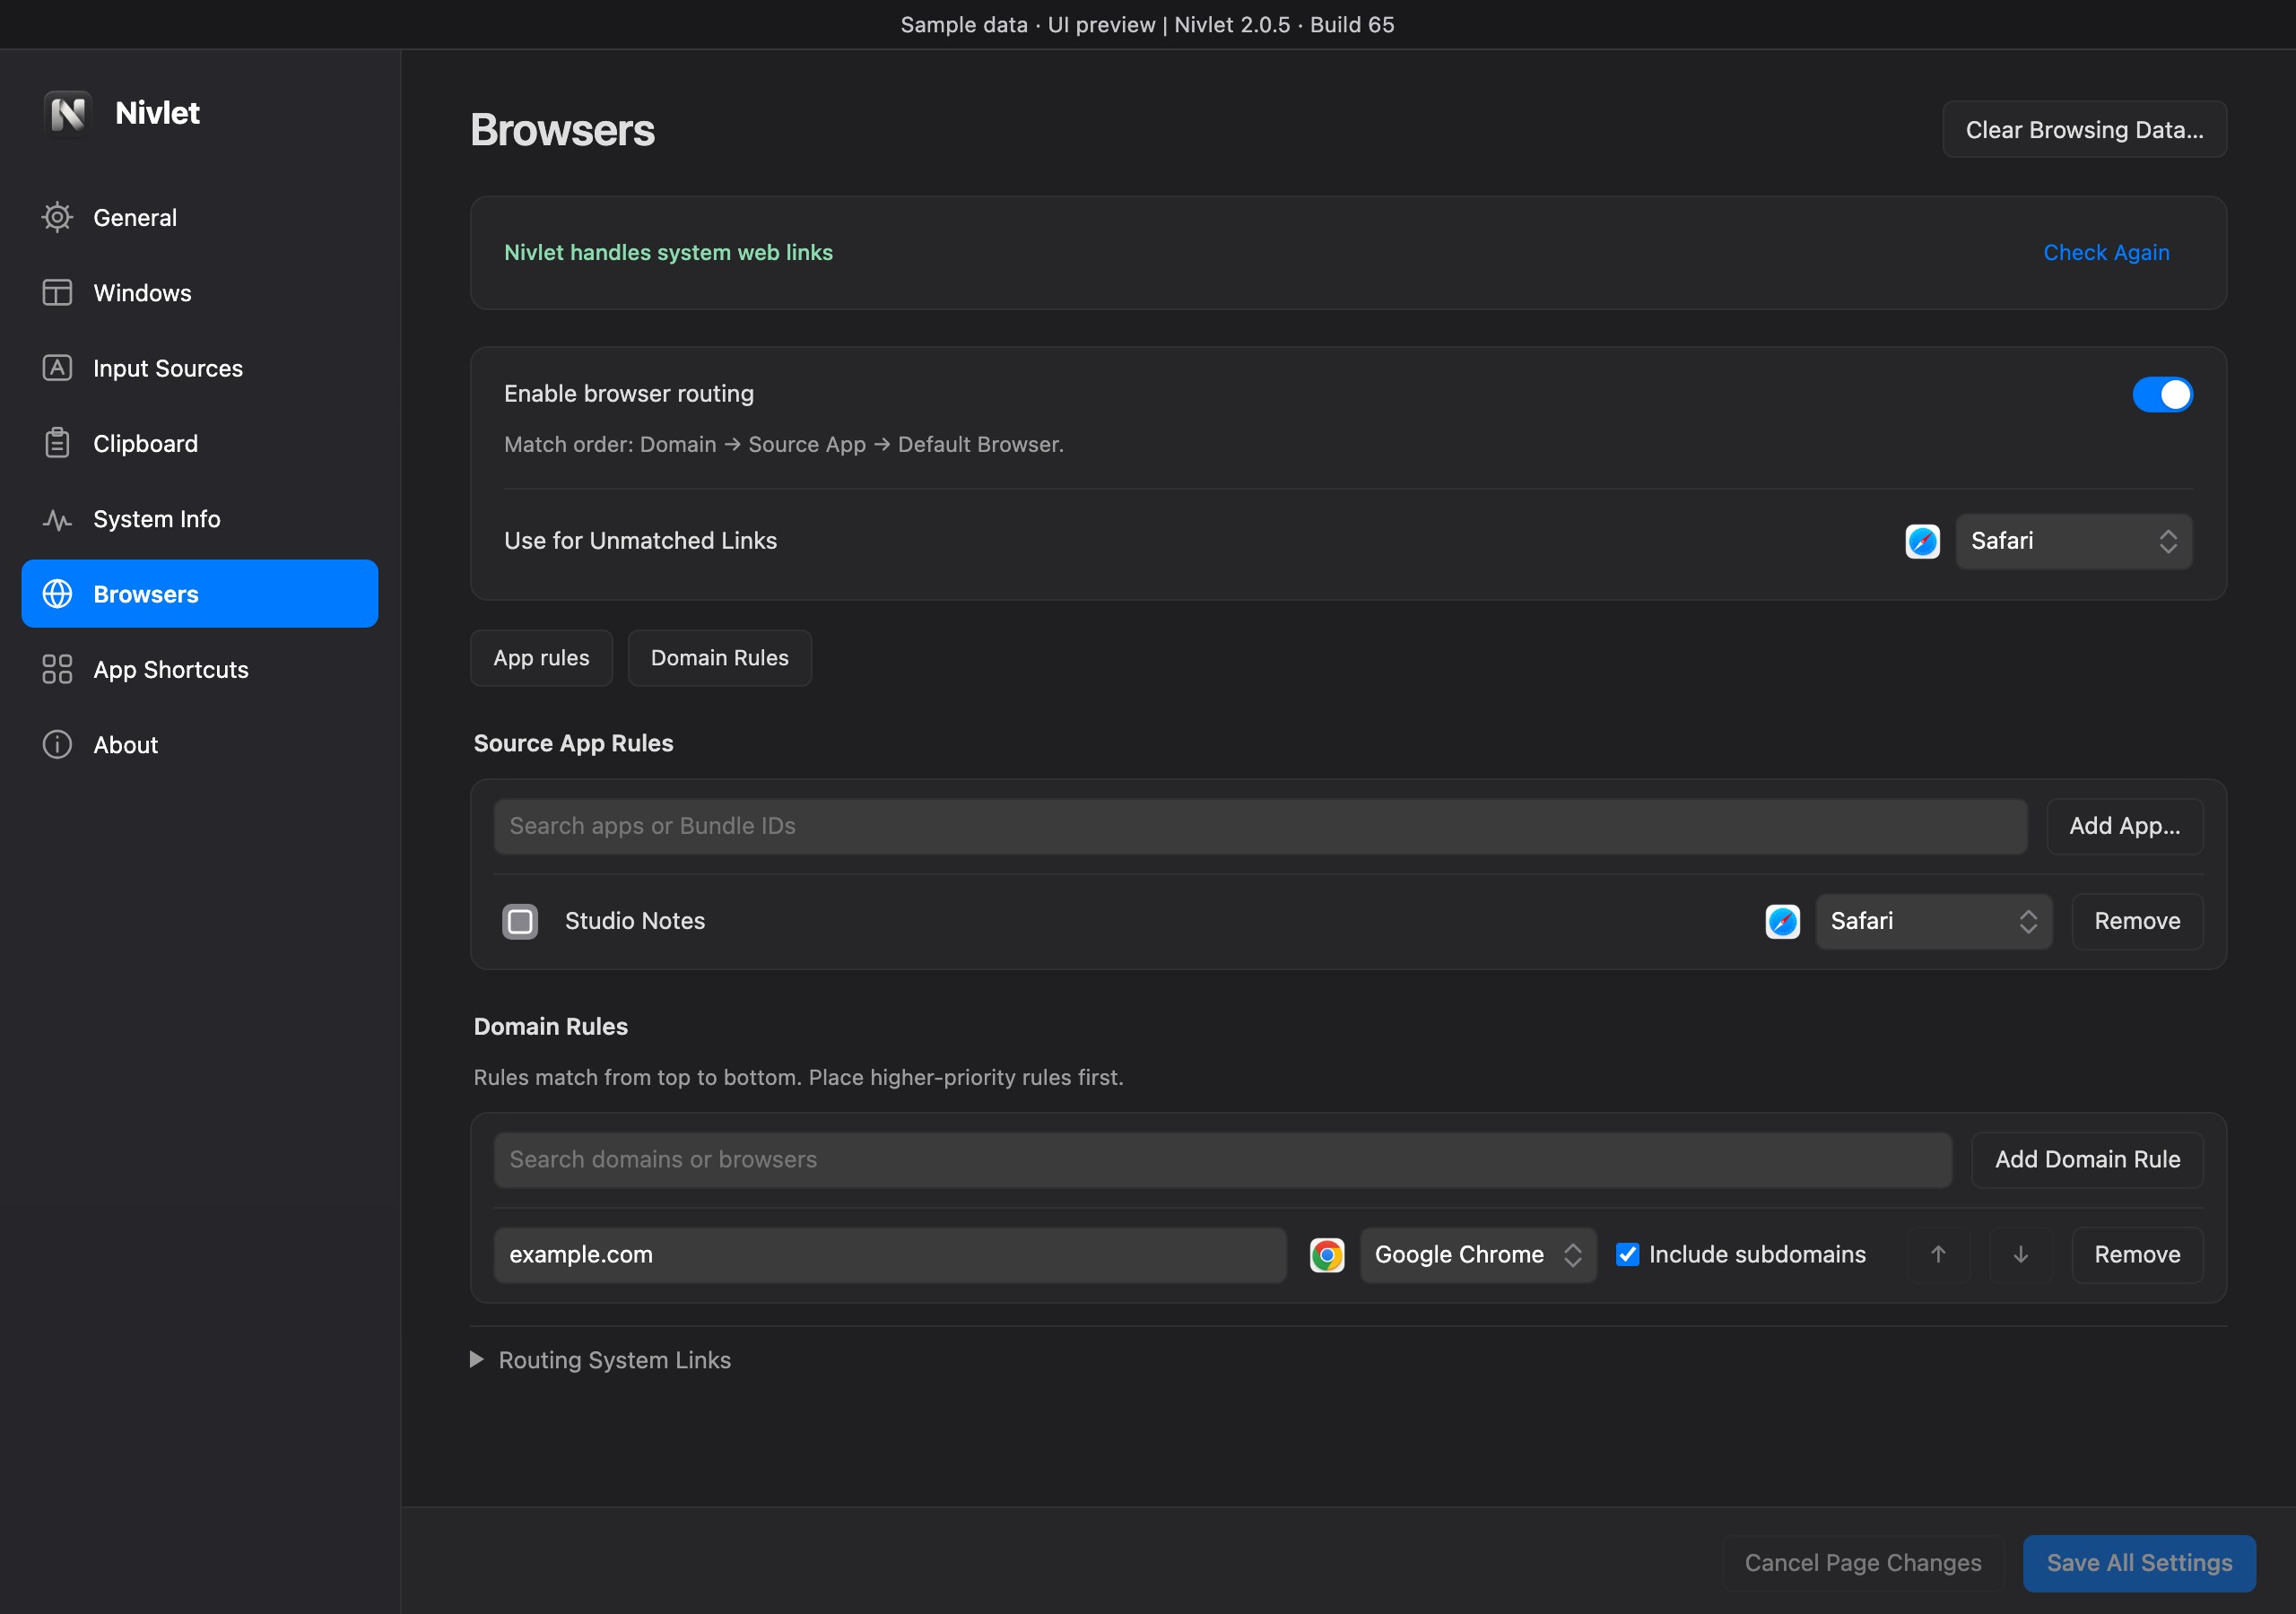 Sample data · UI preview | Nivlet 2.0.5 · Build 65
Nivlet
General
Windows
Input Sources
Clipboard
System Info
Browsers
App Shortcuts
About
Browsers
Clear Browsing Data...
Nivlet handles system web links
Check Again
Enable browser routing
Match order: Domain → Source App → Default Browser.
Use for Unmatched Links
Safari
App rules
Domain Rules
Source App Rules
Search apps or Bundle IDs
Add App...
Studio Notes
Safari
Remove
Domain Rules
Rules match from top to bottom. Place higher-priority rules first.
Search domains or browsers
Add Domain Rule
example.com
Google Chrome
Include subdomains
↑
↓
Remove
Routing System Links
Cancel Page Changes
Save All Settings